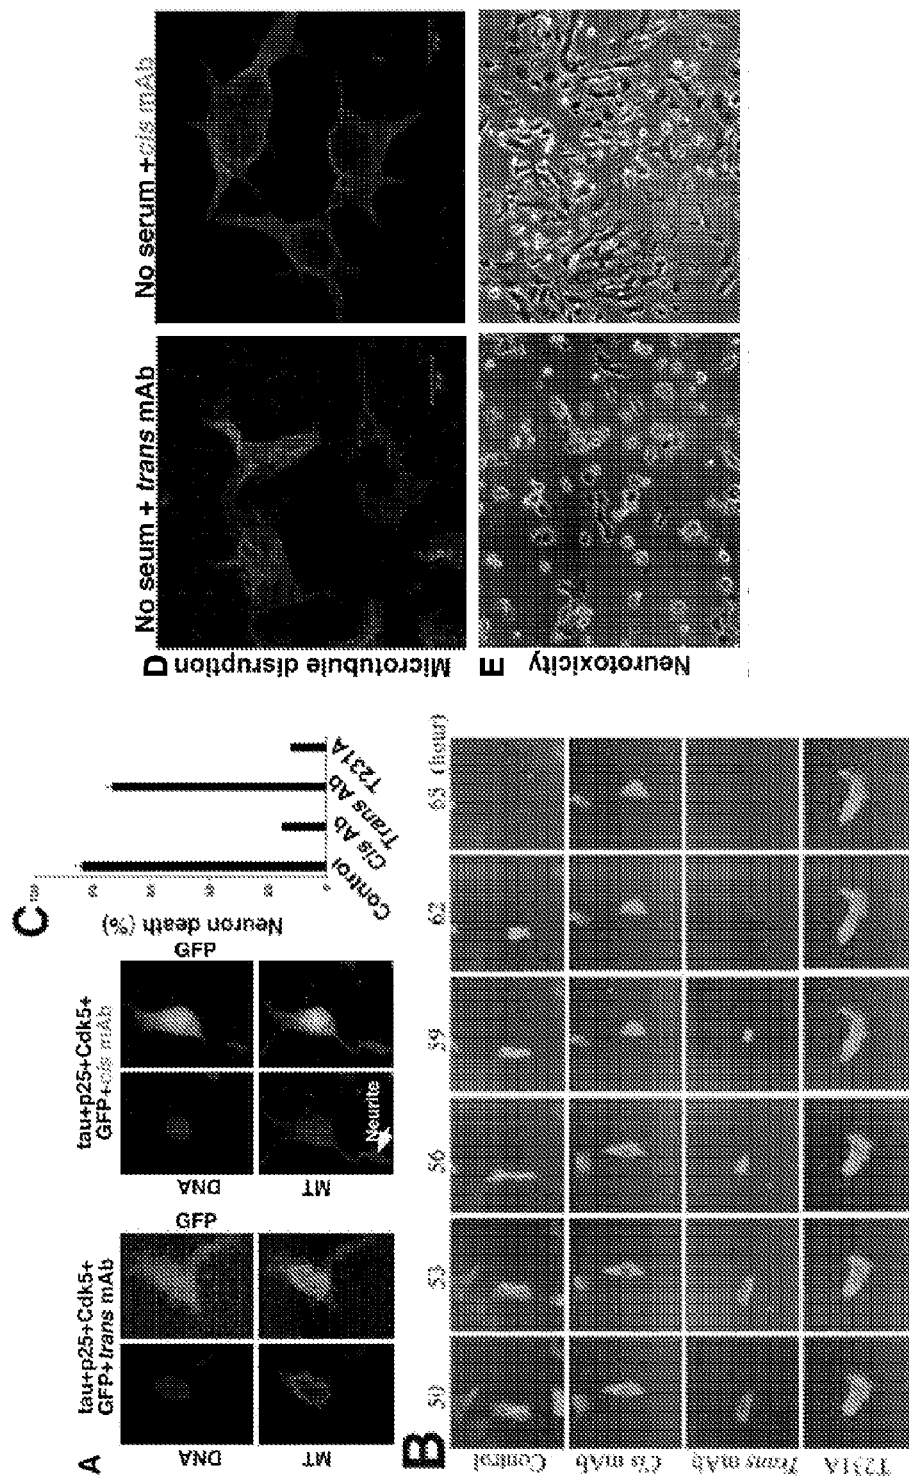 A
tau+p25+Cdk5+
GFP+trans mAb
GFP
DNA
MT
tau+p25+Cdk5+
GFP+cis mAb
GFP
DNA
MT
Neurite
C
Neuron death (%)
100
0
Control
Cis Ab
Trans Ab
T231A
B
50 53 56 59 62 65 (hour)
Control
Cis mAb
Trans mAb
T231A
D
No seum + trans mAb
No serum +cis mAb
Microtubule disruption
E
Neurotoxicity